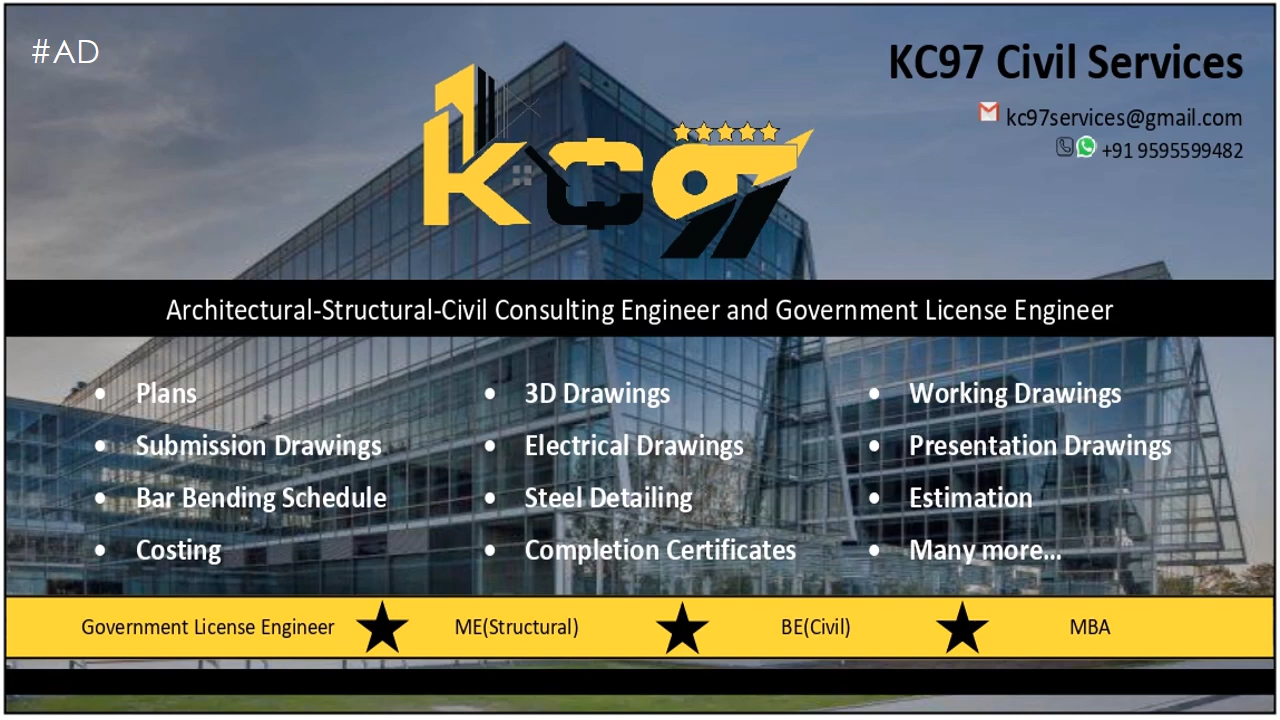 #AD
KC97 Civil Services
kc97services@gmail.com
+91 9595599482
kc97
Architectural-Structural-Civil Consulting Engineer and Government License Engineer
• Plans
• Submission Drawings
• Bar Bending Schedule
• Costing
• 3D Drawings
• Electrical Drawings
• Steel Detailing
• Completion Certificates
• Working Drawings
• Presentation Drawings
• Estimation
• Many more...
Government License Engineer ★ ME(Structural) ★ BE(Civil) ★ MBA